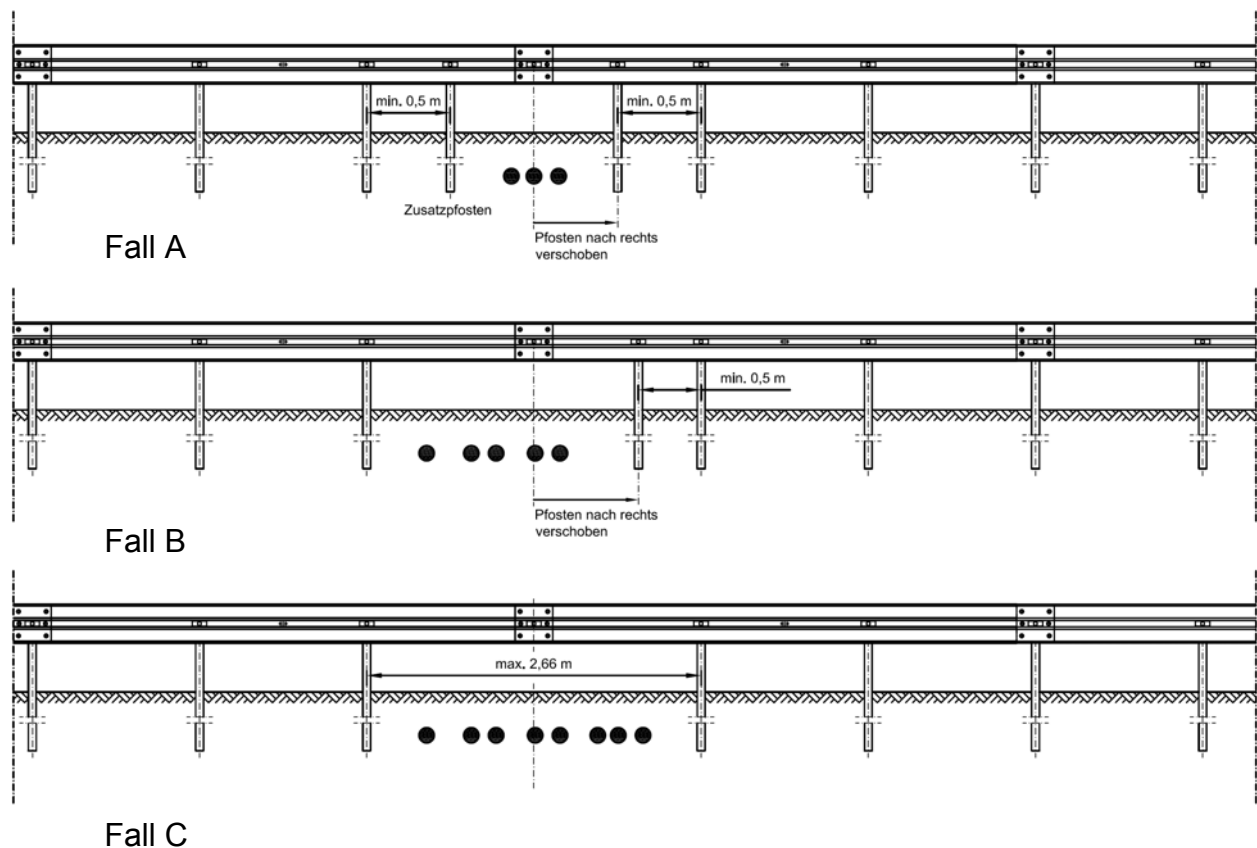 min. 0,5 m
min. 0,5 m
Zusatzpfosten
Pfosten nach rechts
verschoben
Fall A
min. 0,5 m
Pfosten nach rechts
verschoben
Fall B
max. 2,66 m
Fall C